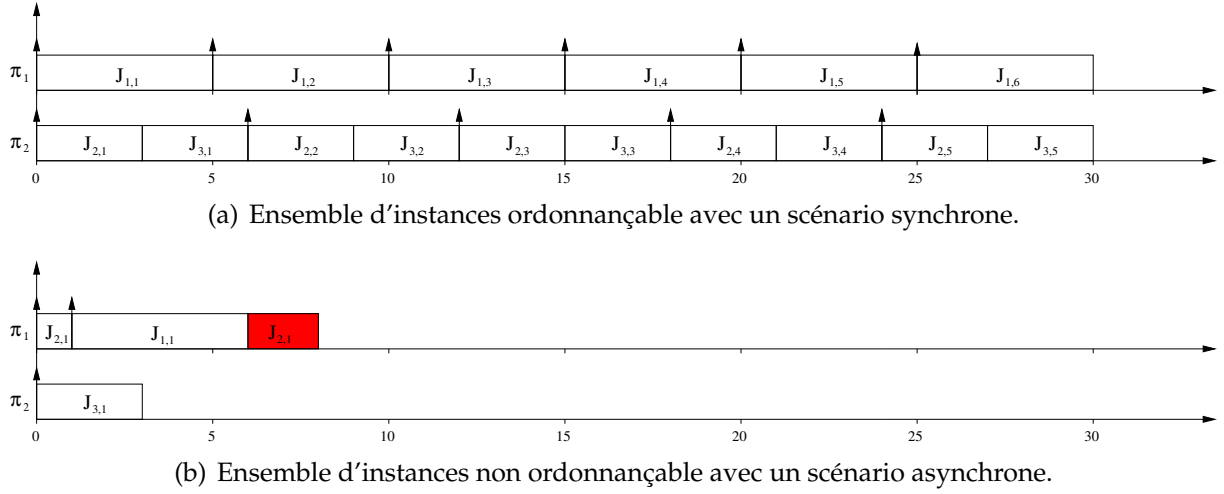 π1 J1,1 J1,2 J1,3 J1,4 J1,5 J1,6
π2 J2,1 J3,1 J2,2 J3,2 J2,3 J3,3 J2,4 J3,4 J2,5 J3,5
0 5 10 15 20 25 30
(a) Ensemble d'instances ordonnançable avec un scénario synchrone.
π1 J2,1 J1,1 J2,1
π2 J3,1
0 5 10 15 20 25 30
(b) Ensemble d'instances non ordonnançable avec un scénario asynchrone.